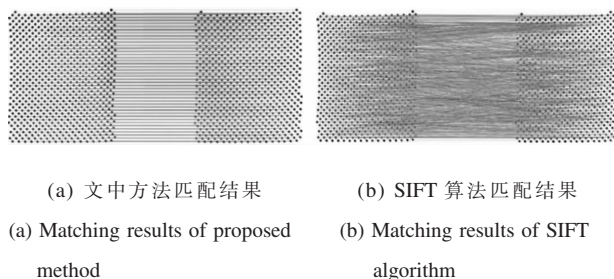 (a) 文中方法匹配结果
(a) Matching results of proposed
method
(b) SIFT 算法匹配结果
(b) Matching results of SIFT
algorithm